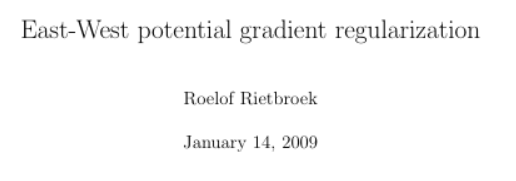 East-West potential gradient regularization
Roelof Rietbroek
January 14, 2009